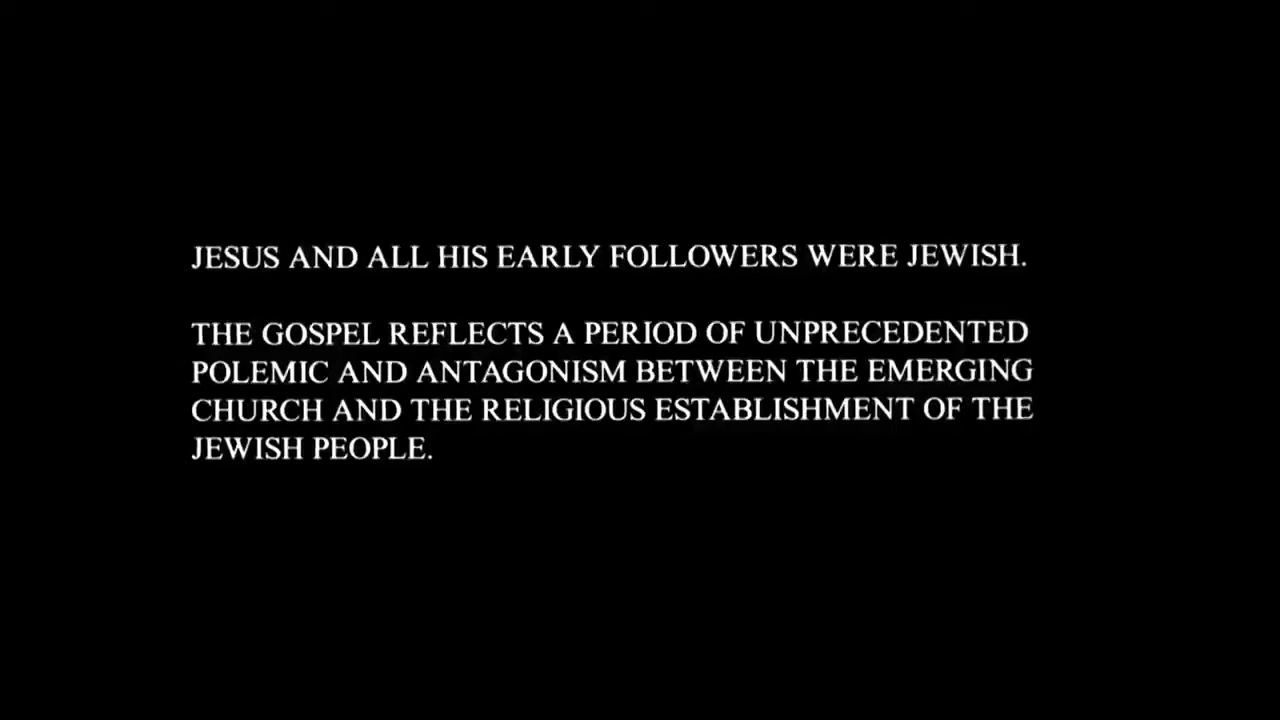 JESUS AND ALL HIS EARLY FOLLOWERS WERE JEWISH.
THE GOSPEL REFLECTS A PERIOD OF UNPRECEDENTED
POLEMIC AND ANTAGONISM BETWEEN THE EMERGING
CHURCH AND THE RELIGIOUS ESTABLISHMENT OF THE
JEWISH PEOPLE.